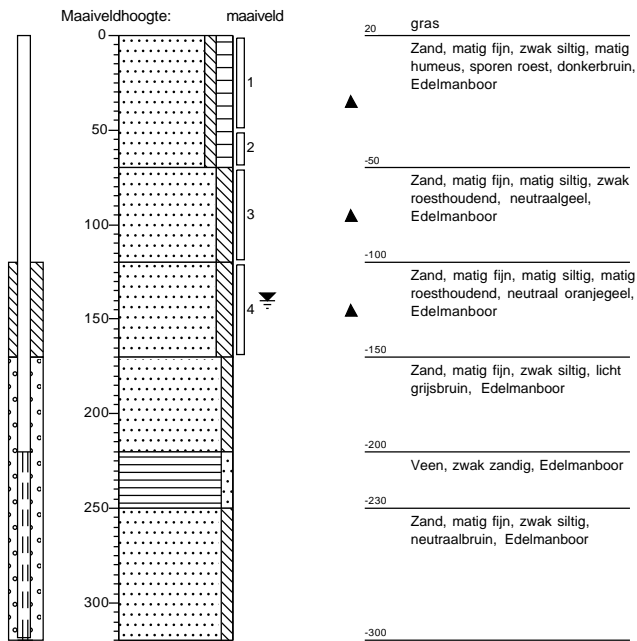 Maaiveldhoogte: maaiveld
0
50
100
150
200
250
300
1
2
3
4
20 gras
Zand, matig fijn, zwak siltig, matig
humeus, sporen roest, donkerbruin,
Edelmanboor
-50
Zand, matig fijn, matig siltig, zwak
roesthoudend, neutraalgeel,
Edelmanboor
-100
Zand, matig fijn, matig siltig, matig
roesthoudend, neutraal oranjegeel,
Edelmanboor
-150
Zand, matig fijn, zwak siltig, licht
grijsbruin, Edelmanboor
-200
Veen, zwak zandig, Edelmanboor
-230
Zand, matig fijn, zwak siltig,
neutraalbruin, Edelmanboor
-300